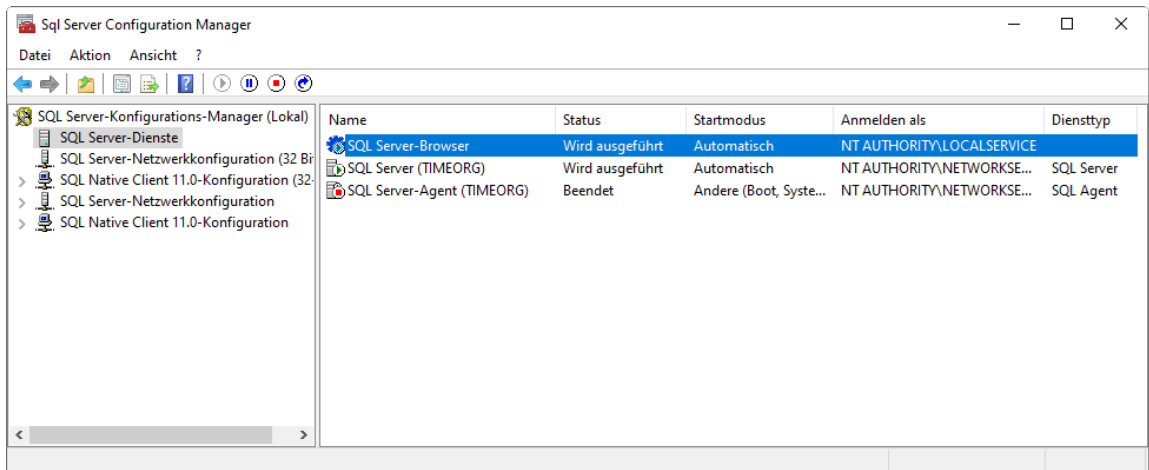 Sql Server Configuration Manager
Datei Aktion Ansicht ?
SQL Server-Konfigurations-Manager (Lokal)
SQL Server-Dienste
SQL Server-Netzwerkkonfiguration (32 Bi
SQL Native Client 11.0-Konfiguration (32-
SQL Server-Netzwerkkonfiguration
SQL Native Client 11.0-Konfiguration
Name Status Startmodus Anmelden als Diensttyp
SQL Server-Browser Wird ausgeführt Automatisch NT AUTHORITY\LOCALSERVICE
SQL Server (TIMEORG) Wird ausgeführt Automatisch NT AUTHORITY\NETWORKSE... SQL Server
SQL Server-Agent (TIMEORG) Beendet Andere (Boot, Syste... NT AUTHORITY\NETWORKSE... SQL Agent